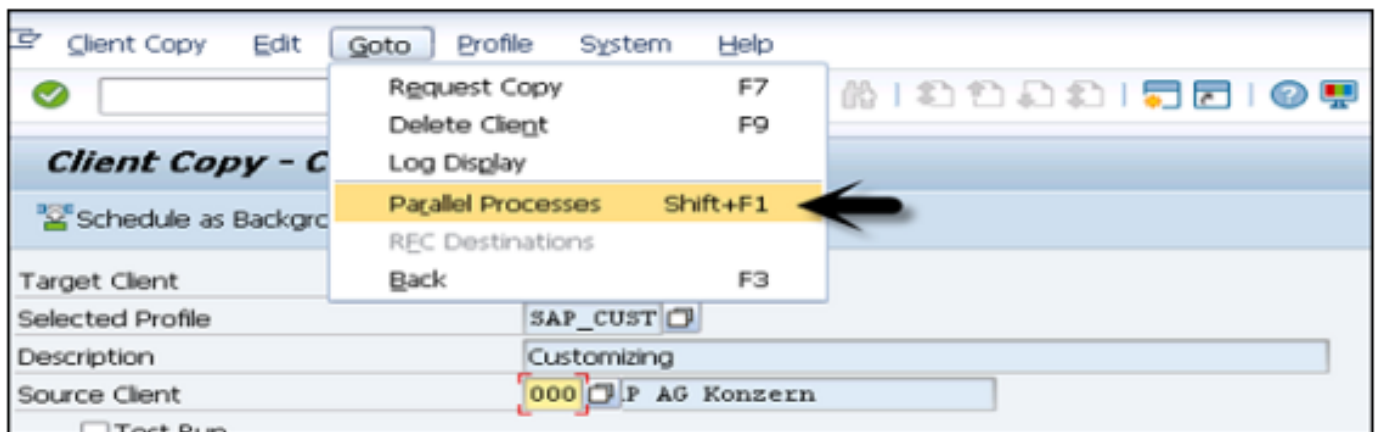 Client Copy Edit Goto Profile System Help
Request Copy F7
Delete Client F9
Client Copy - C
Log Display
Parallel Processes Shift+F1
Schedule as Backgro
RFC Destinations
Target Client
Back F3
Selected Profile SAP_CUST
Description Customizing
Source Client 000 P AG Konzern
Test Run